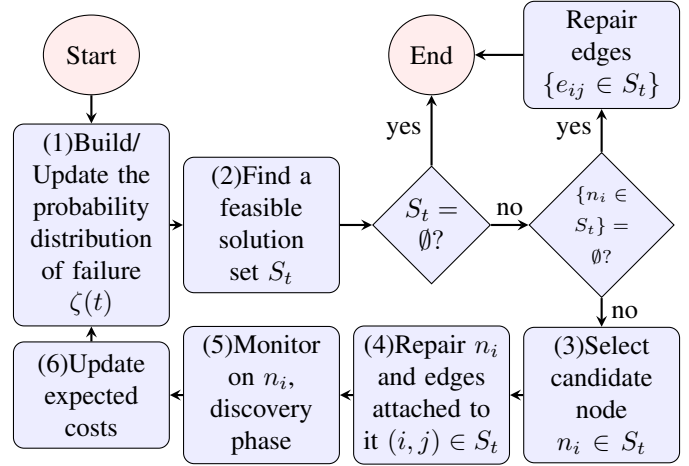 Start
End
Repair
edges
{e_{ij} ∈ S_t}
(1)Build/
Update the
probability
distribution
of failure
ζ(t)
(2)Find a
feasible
solution
set S_t
yes
S_t =
∅?
no
yes
{n_i ∈
S_t} =
∅?
no
(3)Select
candidate
node
n_i ∈ S_t
(4)Repair n_i
and edges
attached to
it (i, j) ∈ S_t
(5)Monitor
on n_i,
discovery
phase
(6)Update
expected
costs